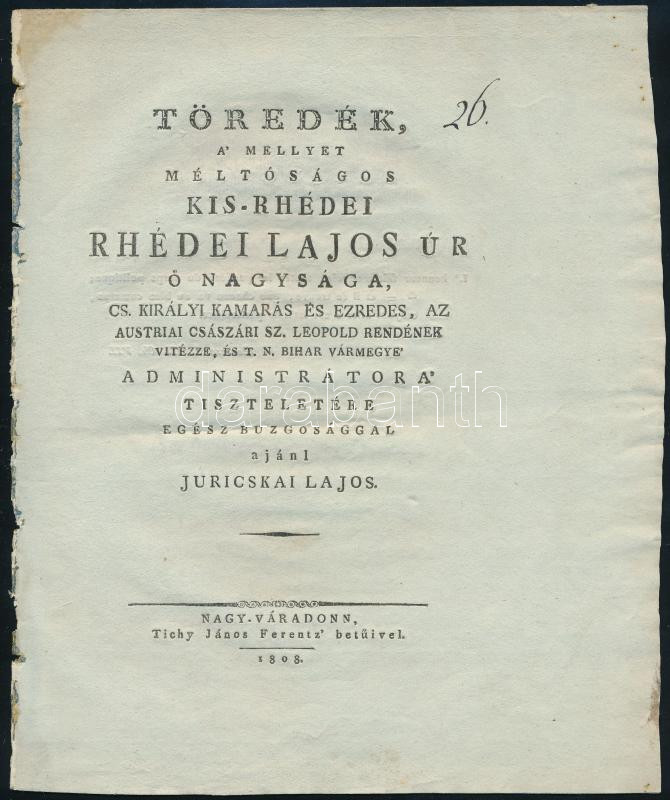 TÖREDÉK,
26.
A' MELLYET
MÉLTÓSÁGOS
KIS-RHÉDEI
RHÉDEI LAJOS ÚR
Ö NAGYSÁGA,
CS. KIRÁLYI KAMARÁS ÉS EZREDES, AZ
AUSTRIAI CSÁSZÁRI SZ. LEOPOLD RENDÉNEK
VITÉZZE, ÉS T. N. BIHAR VÁRMEGYE'
ADMINISTRÁTORA'
TISZTELETÉRE
EGÉSZ BUZGOSÁGGAL
ajánl
JURICSKAI LAJOS.
NAGY-VÁRADONN,
Tichy János Ferentz' betűivel.
1808.
darabanth